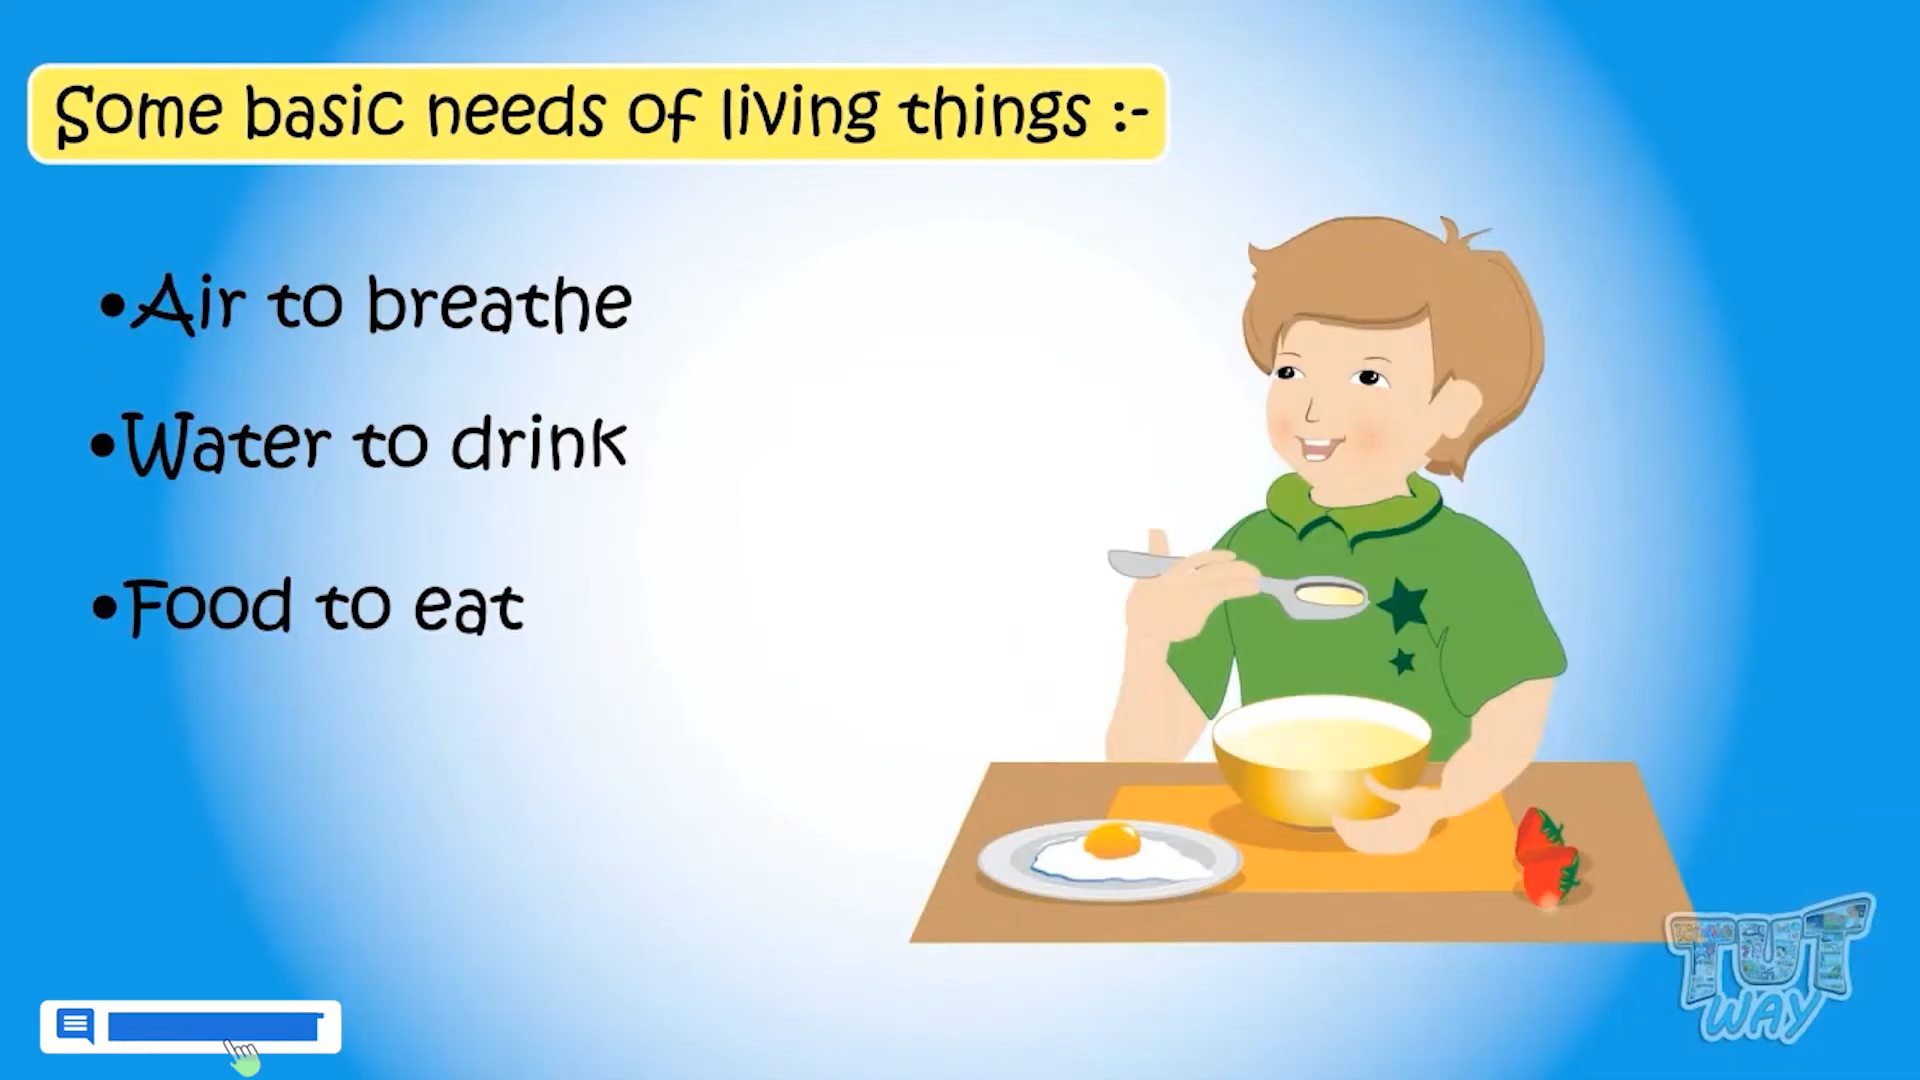 Some basic needs of living things :-
•Air to breathe
•Water to drink
•Food to eat
TUT
WAY